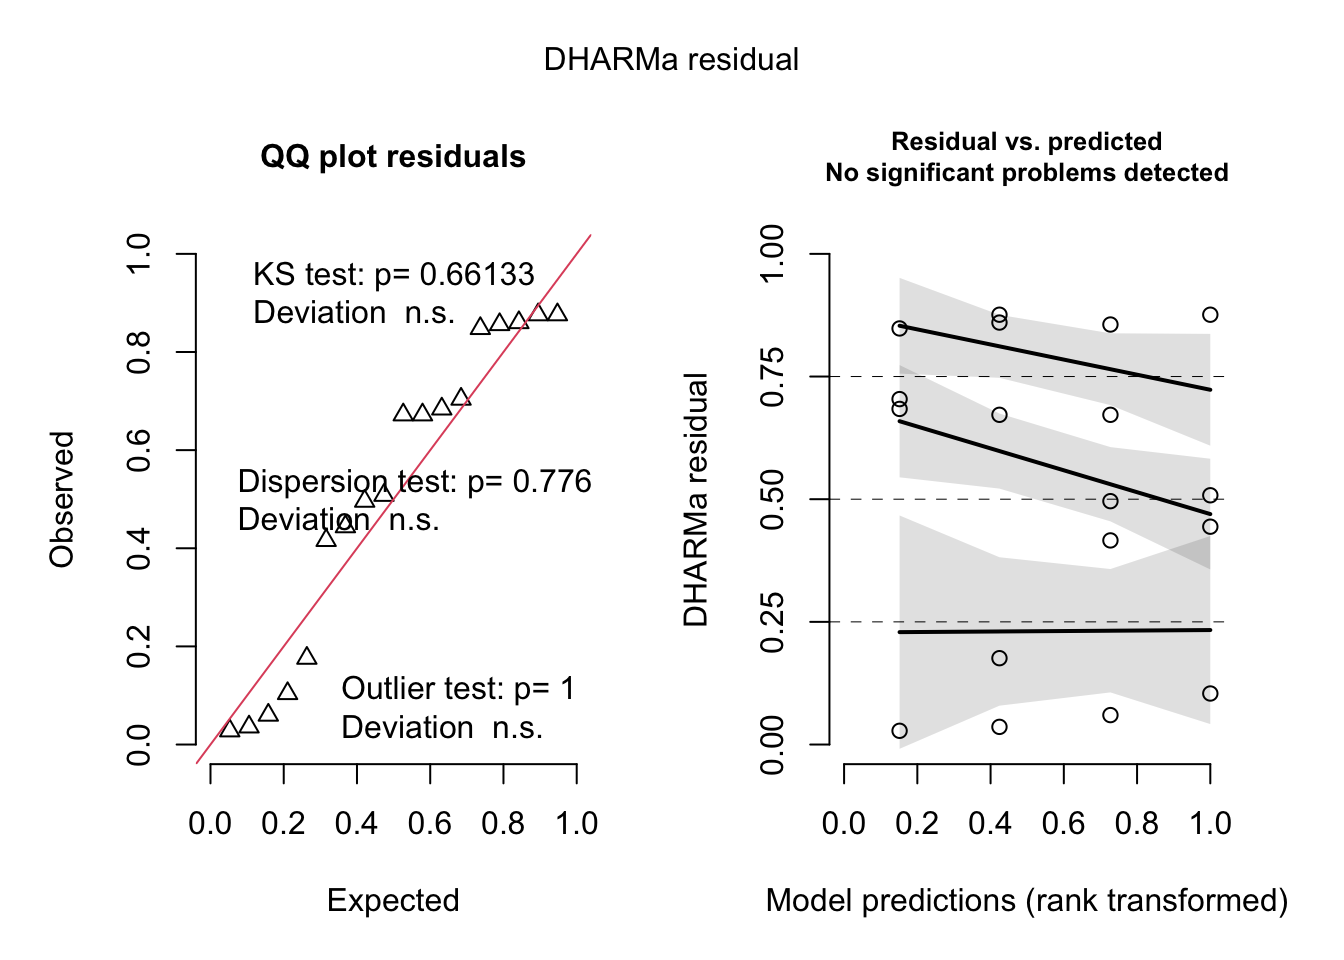 DHARMa residual
QQ plot residuals
KS test: p= 0.66133
Deviation  n.s.
Dispersion test: p= 0.776
Deviation  n.s.
Outlier test: p= 1
Deviation  n.s.
Observed
0.0 0.2 0.4 0.6 0.8 1.0
0.0 0.2 0.4 0.6 0.8 1.0
Expected
Residual vs. predicted
No significant problems detected
DHARMa residual
0.00 0.25 0.50 0.75 1.00
0.0 0.2 0.4 0.6 0.8 1.0
Model predictions (rank transformed)